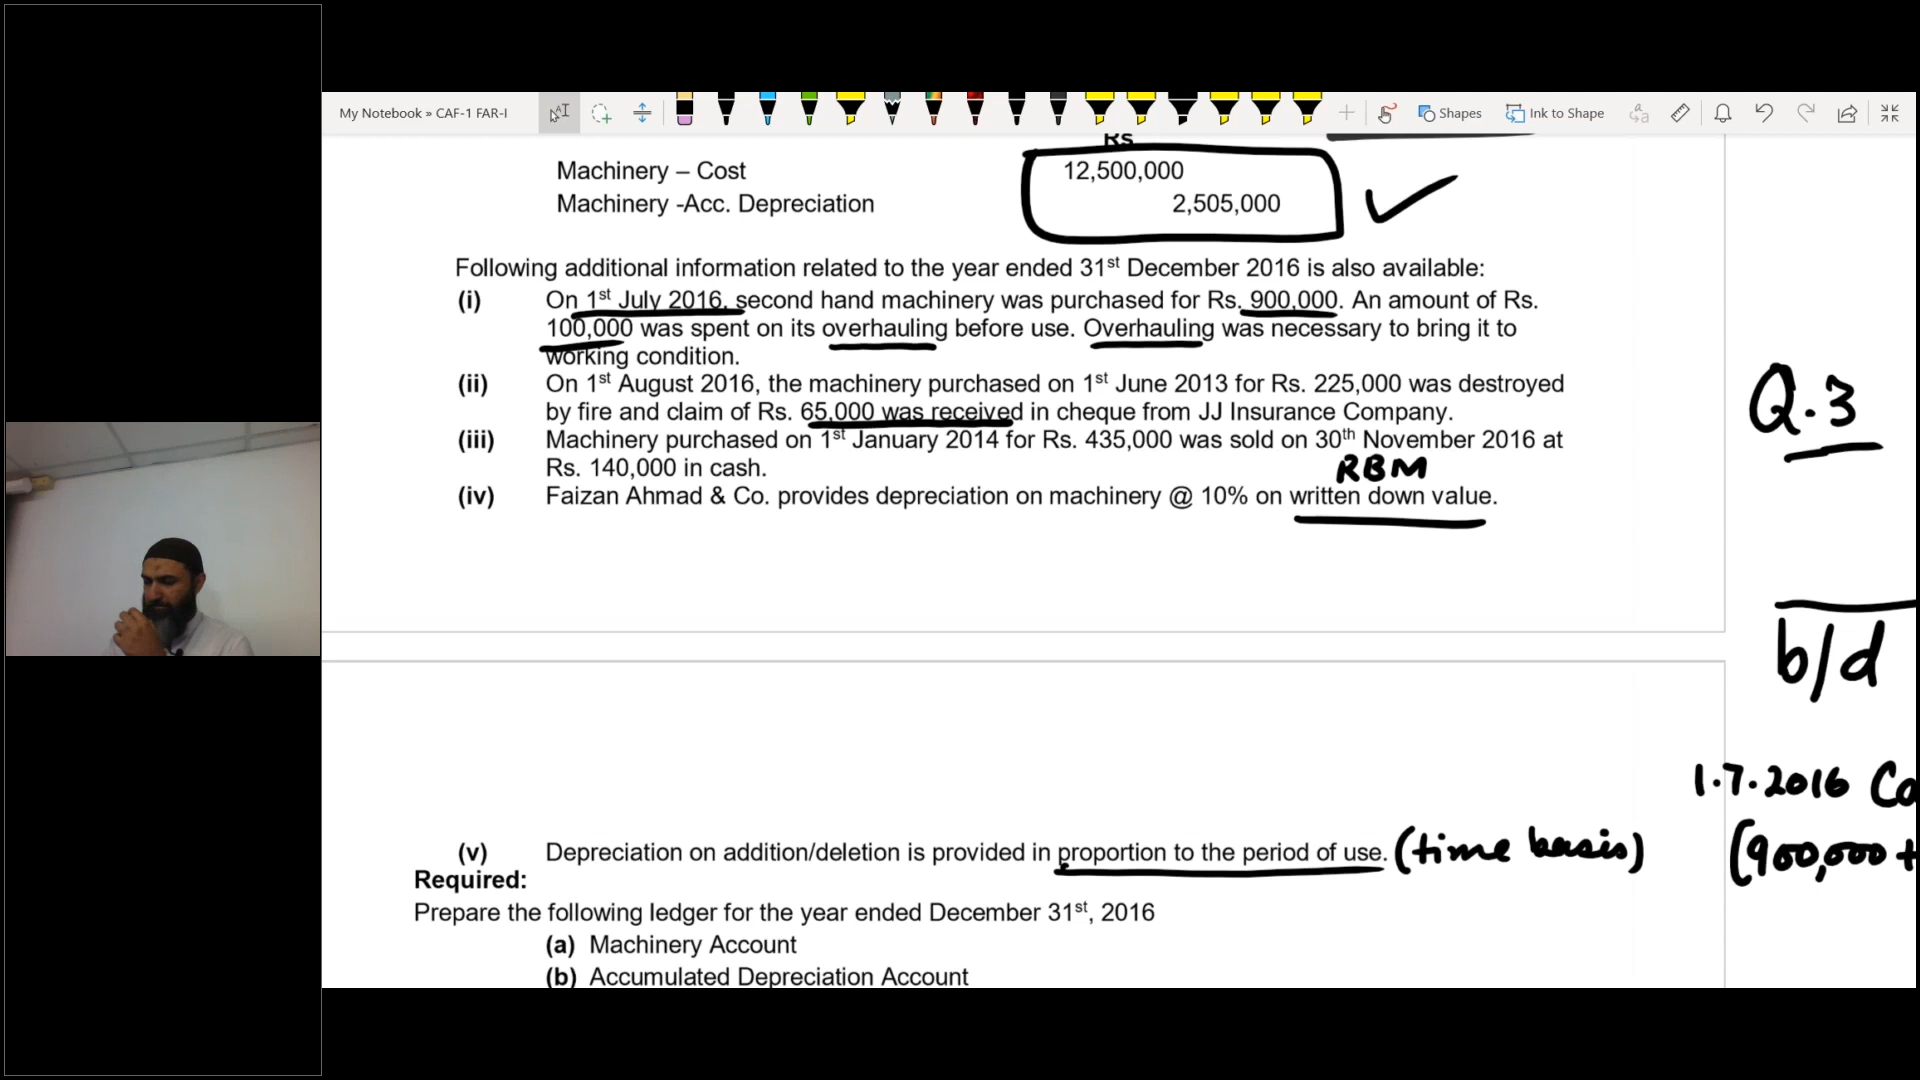 My Notebook » CAF-1 FAR-I
Shapes
Ink to Shape
Rs
Machinery – Cost 12,500,000
Machinery -Acc. Depreciation 2,505,000
Following additional information related to the year ended 31st December 2016 is also available:
(i) On 1st July 2016, second hand machinery was purchased for Rs. 900,000. An amount of Rs.
100,000 was spent on its overhauling before use. Overhauling was necessary to bring it to
working condition.
(ii) On 1st August 2016, the machinery purchased on 1st June 2013 for Rs. 225,000 was destroyed
by fire and claim of Rs. 65,000 was received in cheque from JJ Insurance Company.
(iii) Machinery purchased on 1st January 2014 for Rs. 435,000 was sold on 30th November 2016 at
Rs. 140,000 in cash.
RBM
(iv) Faizan Ahmad & Co. provides depreciation on machinery @ 10% on written down value.
Q.3
b/d
1.7.2016 Co
(900,000 +
(v) Depreciation on addition/deletion is provided in proportion to the period of use. (time basis)
Required:
Prepare the following ledger for the year ended December 31st, 2016
(a) Machinery Account
(b) Accumulated Depreciation Account